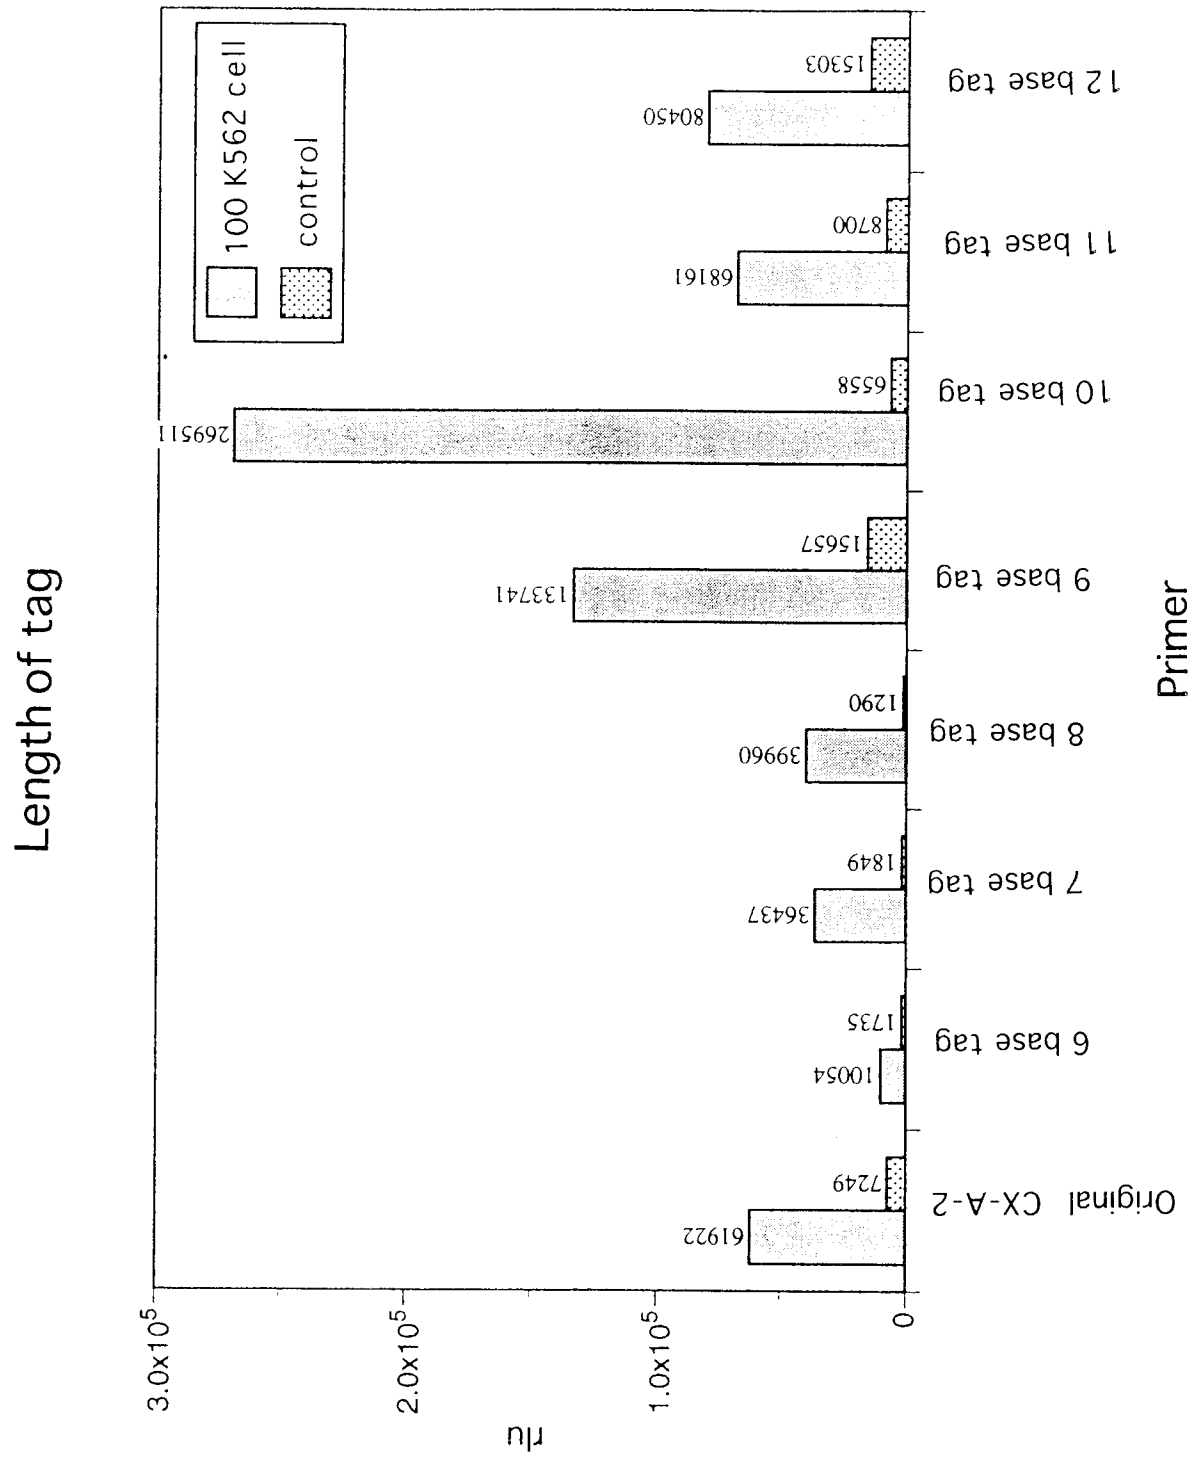 Length of tag
100 K562 cell
control
rlu
3.0x10⁵
2.0x10⁵
1.0x10⁵
0
61922
7249
10054
1735
36437
1849
39960
1290
133741
15657
269511
6558
68161
8700
80450
15303
Original CX-A-2
6 base tag
7 base tag
8 base tag
9 base tag
10 base tag
11 base tag
12 base tag
Primer